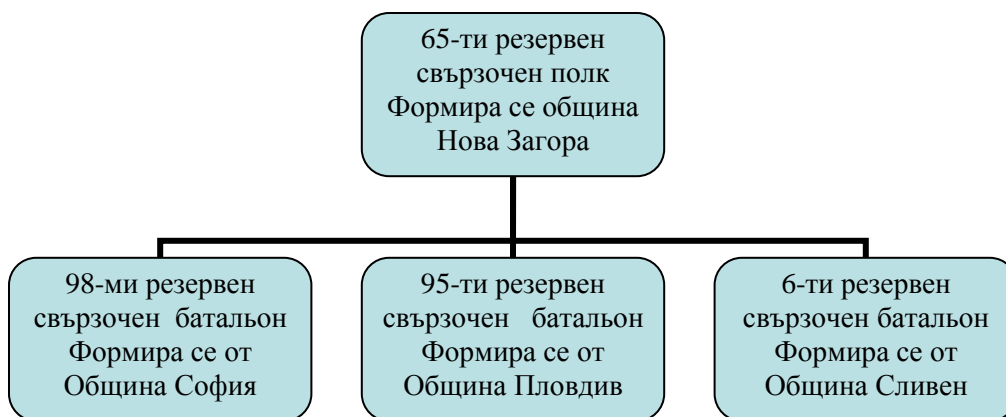 65-ти резервен
свързочен полк
Формира се община
Нова Загора
98-ми резервен
свързочен батальон
Формира се от
Община София
95-ти резервен
свързочен батальон
Формира се от
Община Пловдив
6-ти резервен
свързочен батальон
Формира се от
Община Сливен